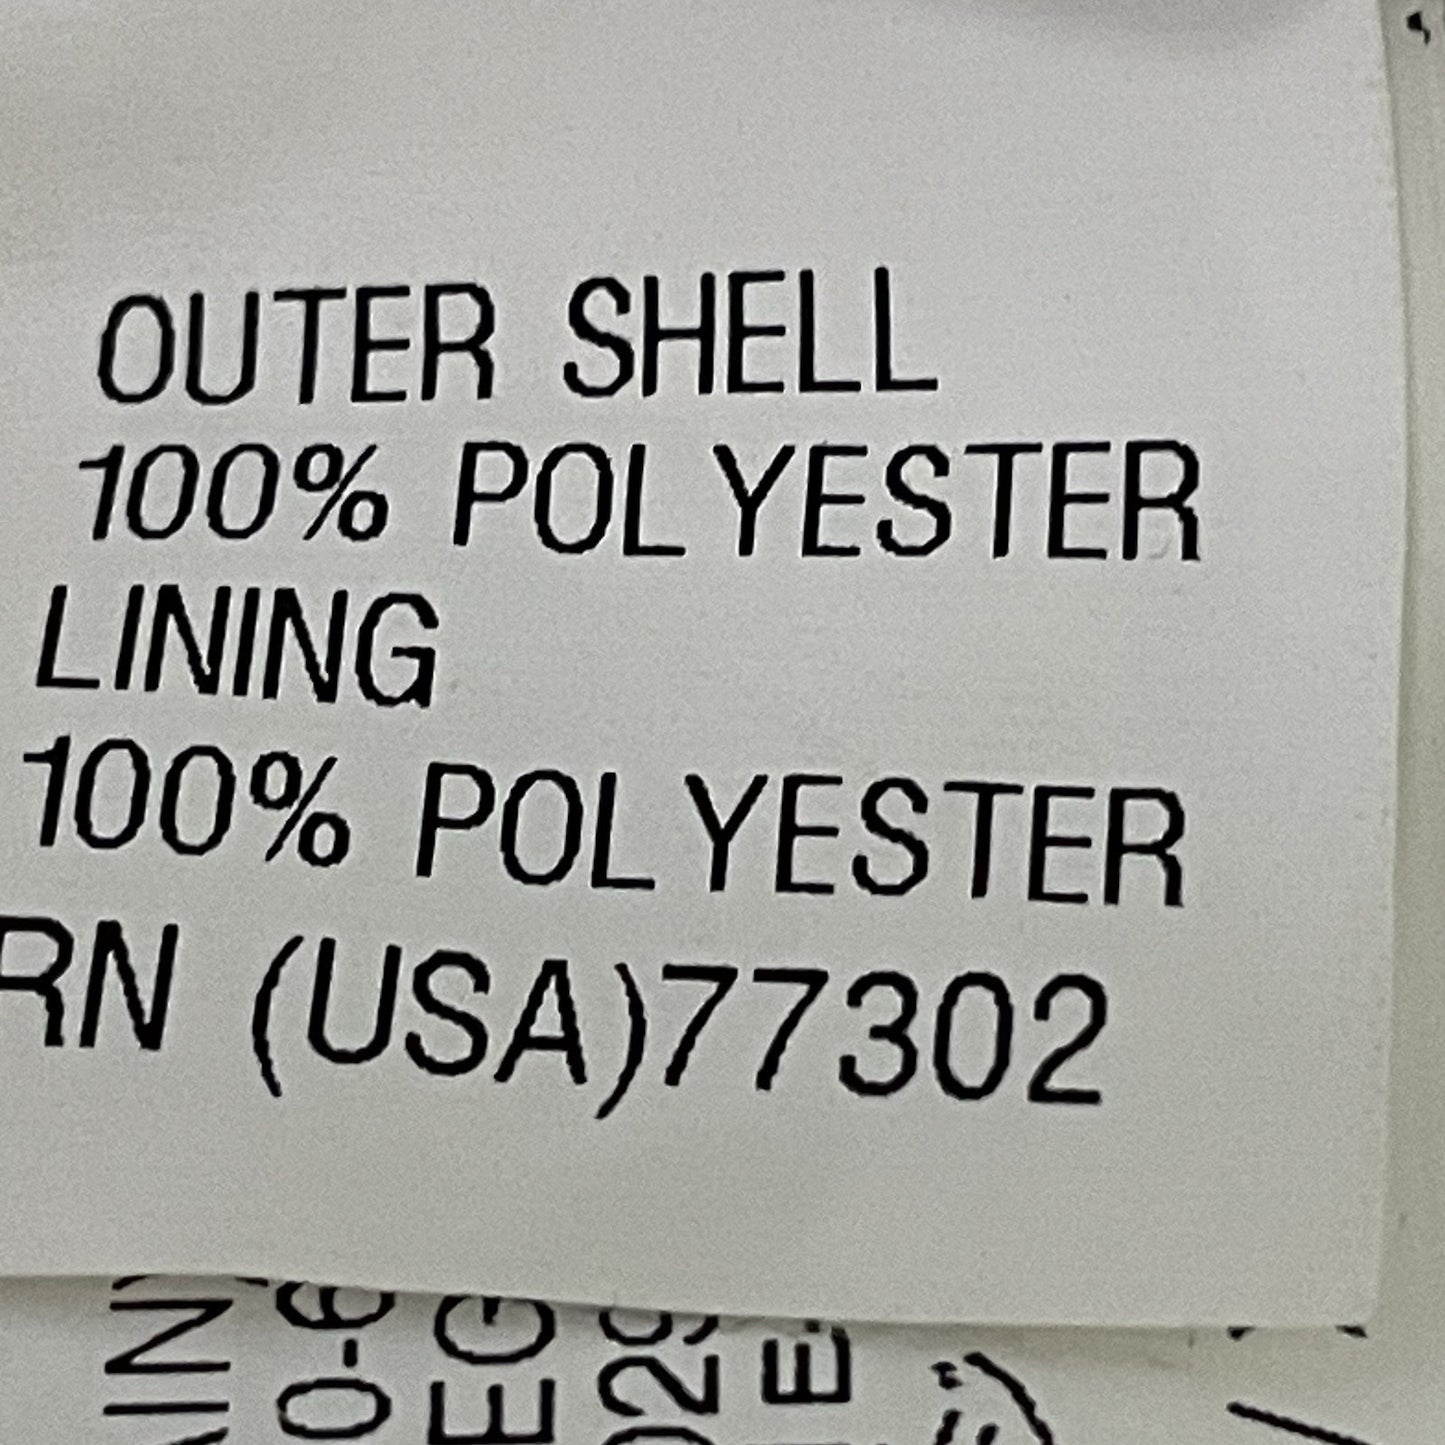 OUTER SHELL
100% POLYESTER
LINING
100% POLYESTER
RN (USA)77302